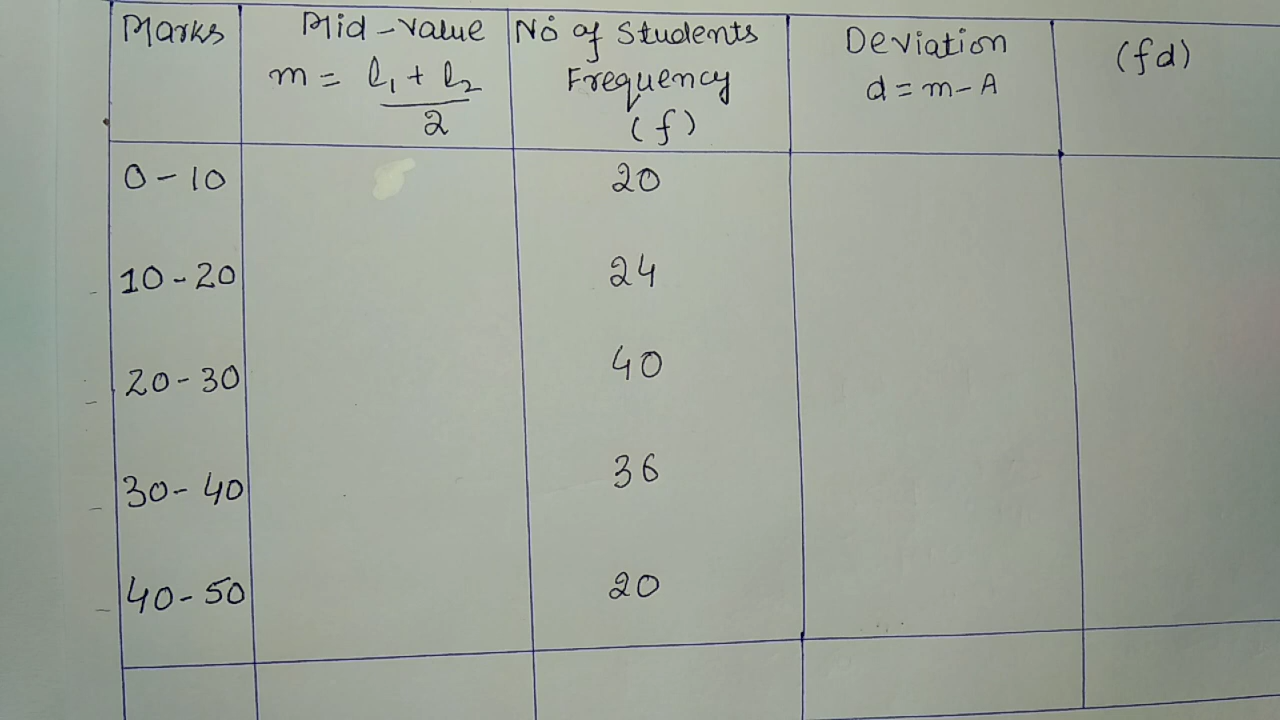 Marks
Mid-value
m = l₁ + l₂
2
No of Students
Frequency
(f)
Deviation
d = m - A
(fd)
0-10
20
10-20
24
20-30
40
30-40
36
40-50
20